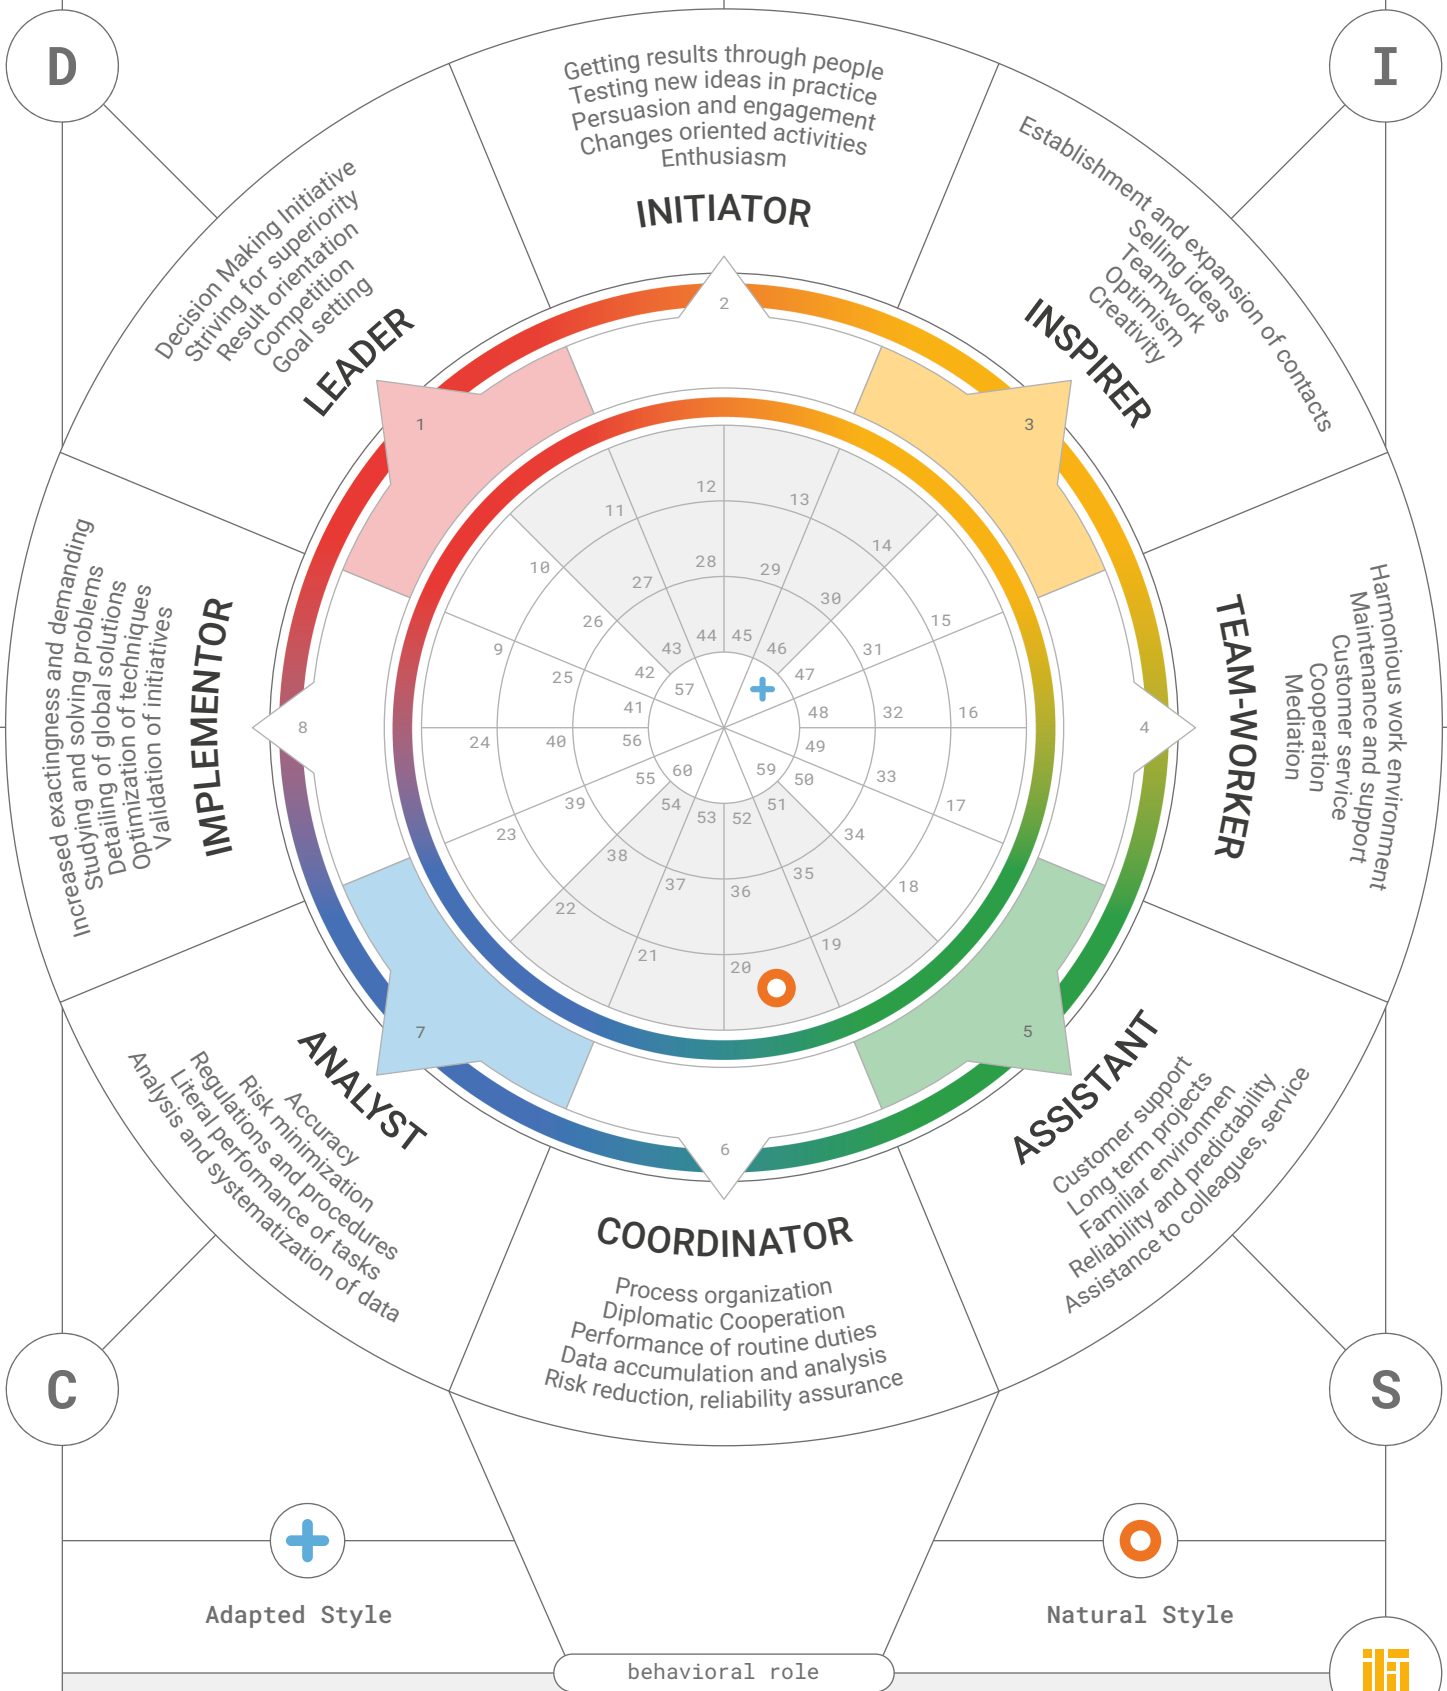 D
I
Getting results through people
Testing new ideas in practice
Persuasion and engagement
Changes oriented activities
Enthusiasm
INITIATOR
Decision Making Initiative
Striving for superiority
Result orientation
Competition
Goal setting
LEADER
Establishment and expansion of contacts
Selling ideas
Teamwork
Optimism
Creativity
INSPIRER
Increased exactingness and demanding
Studying and solving problems
Detailing of global solutions
Optimization of techniques
Validation of initiatives
IMPLEMENTOR
Harmonious work environment
Maintenance and support
Customer service
Cooperation
Mediation
TEAM-WORKER
2
1
3
12
13
11
14
10
28
29
27
30
26
15
44
45
43
46
9
31
42
47
25
57
41
48
32
16
8
4
24
40
56
49
60
59
55
50
33
39
54
51
17
53
52
23
34
38
37
35
36
18
22
19
21
20
7
5
6
ANALYST
Accuracy
Risk minimization
Regulations and procedures
Literal performance of tasks
Analysis and systematization of data
ASSISTANT
Customer support
Long term projects
Familiar environmen
Reliability and predictability
Assistance to colleagues, service
COORDINATOR
Process organization
Diplomatic Cooperation
Performance of routine duties
Data accumulation and analysis
Risk reduction, reliability assurance
C
S
Adapted Style
Natural Style
behavioral role